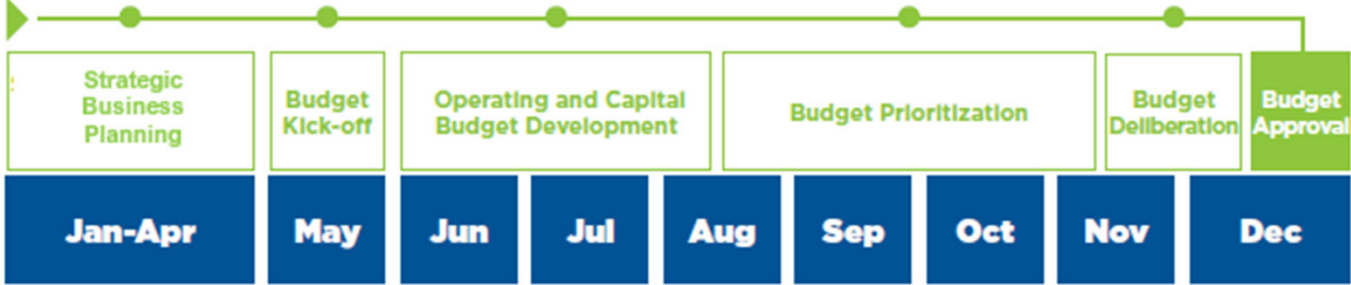 Strategic
Business
Planning
Budget
Kick-off
Operating and Capital
Budget Development
Budget Prioritization
Budget
Deliberation
Budget
Approval
Jan-Apr
May
Jun
Jul
Aug
Sep
Oct
Nov
Dec